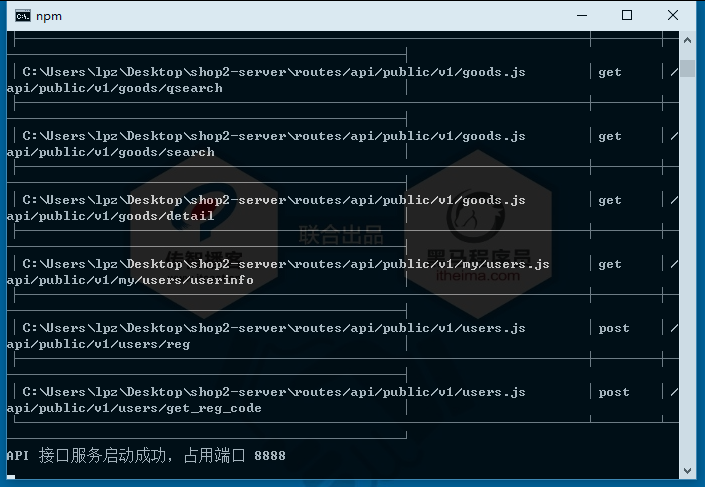 npm
C:\Users\lpz\Desktop\shop2-server\routes\api/public/v1/goods.js │ get │ /
api/public/v1/goods/qsearch
C:\Users\lpz\Desktop\shop2-server\routes\api/public/v1/goods.js │ get │ /
api/public/v1/goods/search
C:\Users\lpz\Desktop\shop2-server\routes\api/public/v1/goods.js │ get │ /
api/public/v1/goods/detail
C:\Users\lpz\Desktop\shop2-server\routes\api/public/v1/my/users.js │ get │ /
api/public/v1/my/users/userinfo
C:\Users\lpz\Desktop\shop2-server\routes\api/public/v1/users.js │ post │ /
api/public/v1/users/reg
C:\Users\lpz\Desktop\shop2-server\routes\api/public/v1/users.js │ post │ /
api/public/v1/users/get_reg_code
API 接口服务启动成功，占用端口 8888
传智播客
联合出品
黑马程序员
itheima.com